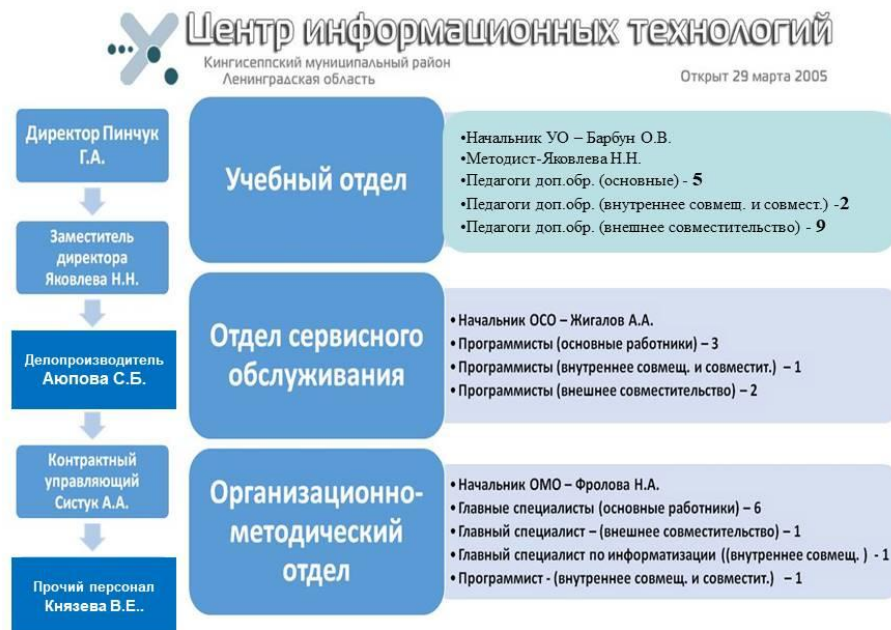 Центр информационных технологий
Кингисеппский муниципальный район
Ленинградская область
Открыт 29 марта 2005
Директор Пинчук
Г.А.
Заместитель
директора
Яковлева Н.Н.
Делопроизводитель
Аюпова С.Б.
Контрактный
управляющий
Систук А.А.
Прочий персонал
Князева В.Е..
Учебный отдел
•Начальник УО – Барбун О.В.
•Методист-Яковлева Н.Н.
•Педагоги доп.обр. (основные) - 5
•Педагоги доп.обр. (внутреннее совмещ. и совмест.) -2
•Педагоги доп.обр. (внешнее совместительство) - 9
Отдел сервисного
обслуживания
• Начальник ОСО – Жигалов А.А.
• Программисты (основные работники) – 3
• Программисты (внутреннее совмещ. и совместит.) – 1
• Программисты (внешнее совместительство) – 2
Организационно-
методический
отдел
• Начальник ОМО – Фролова Н.А.
• Главные специалисты (основные работники) – 6
• Главный специалист – (внешнее совместительство) – 1
• Главный специалист по информатизации ((внутреннее совмещ. ) - 1
• Программист - (внутреннее совмещ. и совместит.) – 1